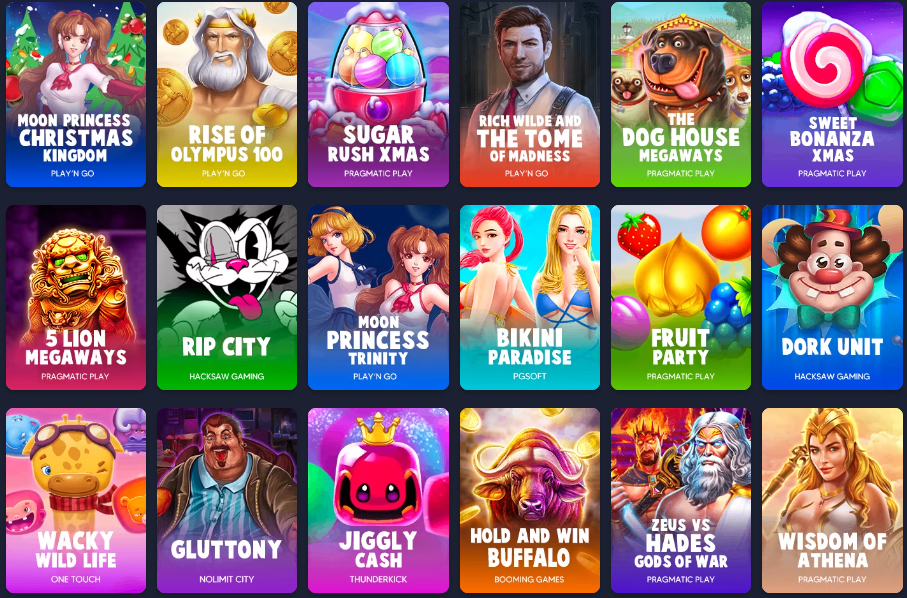 MOON PRINCESS
CHRISTMAS
KINGDOM
PLAY'N GO
RISE OF
OLYMPUS 100
PLAY'N GO
SUGAR
RUSH XMAS
PRAGMATIC PLAY
RICH WILDE AND
THE TOME
OF MADNESS
PLAY'N GO
THE
DOG HOUSE
MEGAWAYS
PRAGMATIC PLAY
SWEET
BONANZA
XMAS
PRAGMATIC PLAY
5 LION
MEGAWAYS
PRAGMATIC PLAY
RIP CITY
HACKSAW GAMING
MOON
PRINCESS
TRINITY
PLAY'N GO
BIKINI
PARADISE
PGSOFT
FRUIT
PARTY
PRAGMATIC PLAY
DORK UNIT
HACKSAW GAMING
WACKY
WILD LIFE
ONE TOUCH
GLUTTONY
NOLIMIT CITY
JIGGLY
CASH
THUNDERKICK
HOLD AND WIN
BUFFALO
BOOMING GAMES
ZEUS VS
HADES
GODS OF WAR
PRAGMATIC PLAY
WISDOM OF
ATHENA
PRAGMATIC PLAY